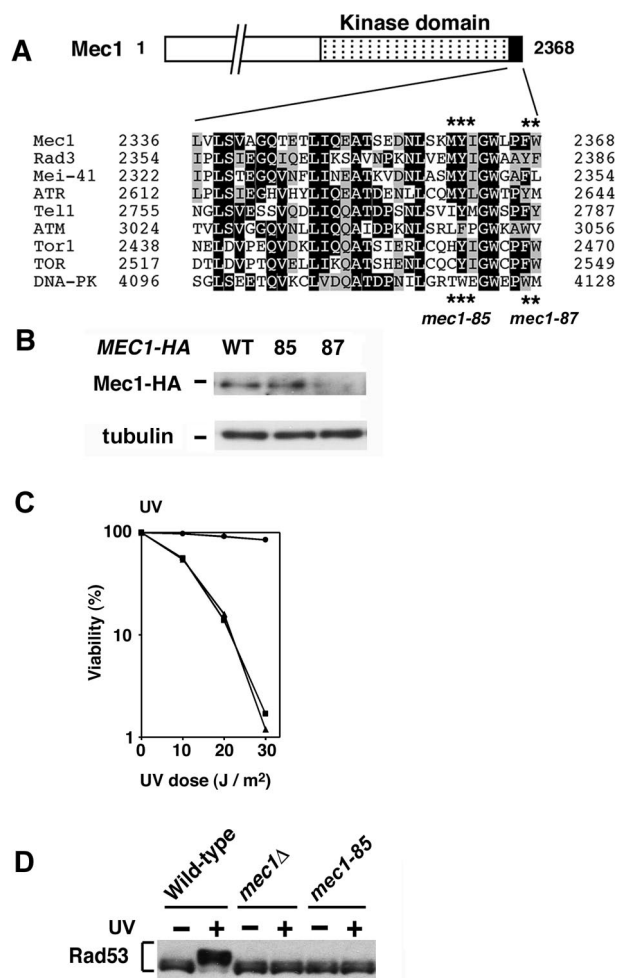 A
Kinase domain
Mec1 1 2368
*** **
Mec1 2336 LVLSVAGQTETLIQEATSEDNLSKMYIGWLPFW 2368
Rad3 2354 IPLSIEGQIQELIKSAVNPKNLVEMYIGWAAYF 2386
Mei-41 2322 IPLSTEGQVNFLINEATKVDNLASMYIGWGAFL 2354
ATR 2612 LPLSIEGHVHYLIQEATDENLLCQMYLGWTPYM 2644
Tel1 2755 NGLSVESSVQDLIQQATDPSNLSVIYMGWSPFY 2787
ATM 3024 TVLSVGGQVNLLIQQAIDPKNLSRLFPGWKAWV 3056
Tor1 2438 NELDVPEQVDKLIQQATSIERLCQHYIGWCPFW 2470
TOR 2517 DTLDVPTQVELLIKQATSHENLCQCYIGWCPFW 2549
DNA-PK 4096 SGLSEETQVKCLVDQATDPNILGRTWEGWEPWM 4128
*** **
mec1-85 mec1-87
B
MEC1-HA WT 85 87
Mec1-HA –
tubulin –
C
UV
100
10
1
Viability (%)
0 10 20 30
UV dose (J / m²)
D
Wild-type mec1Δ mec1-85
UV – + – + – +
Rad53